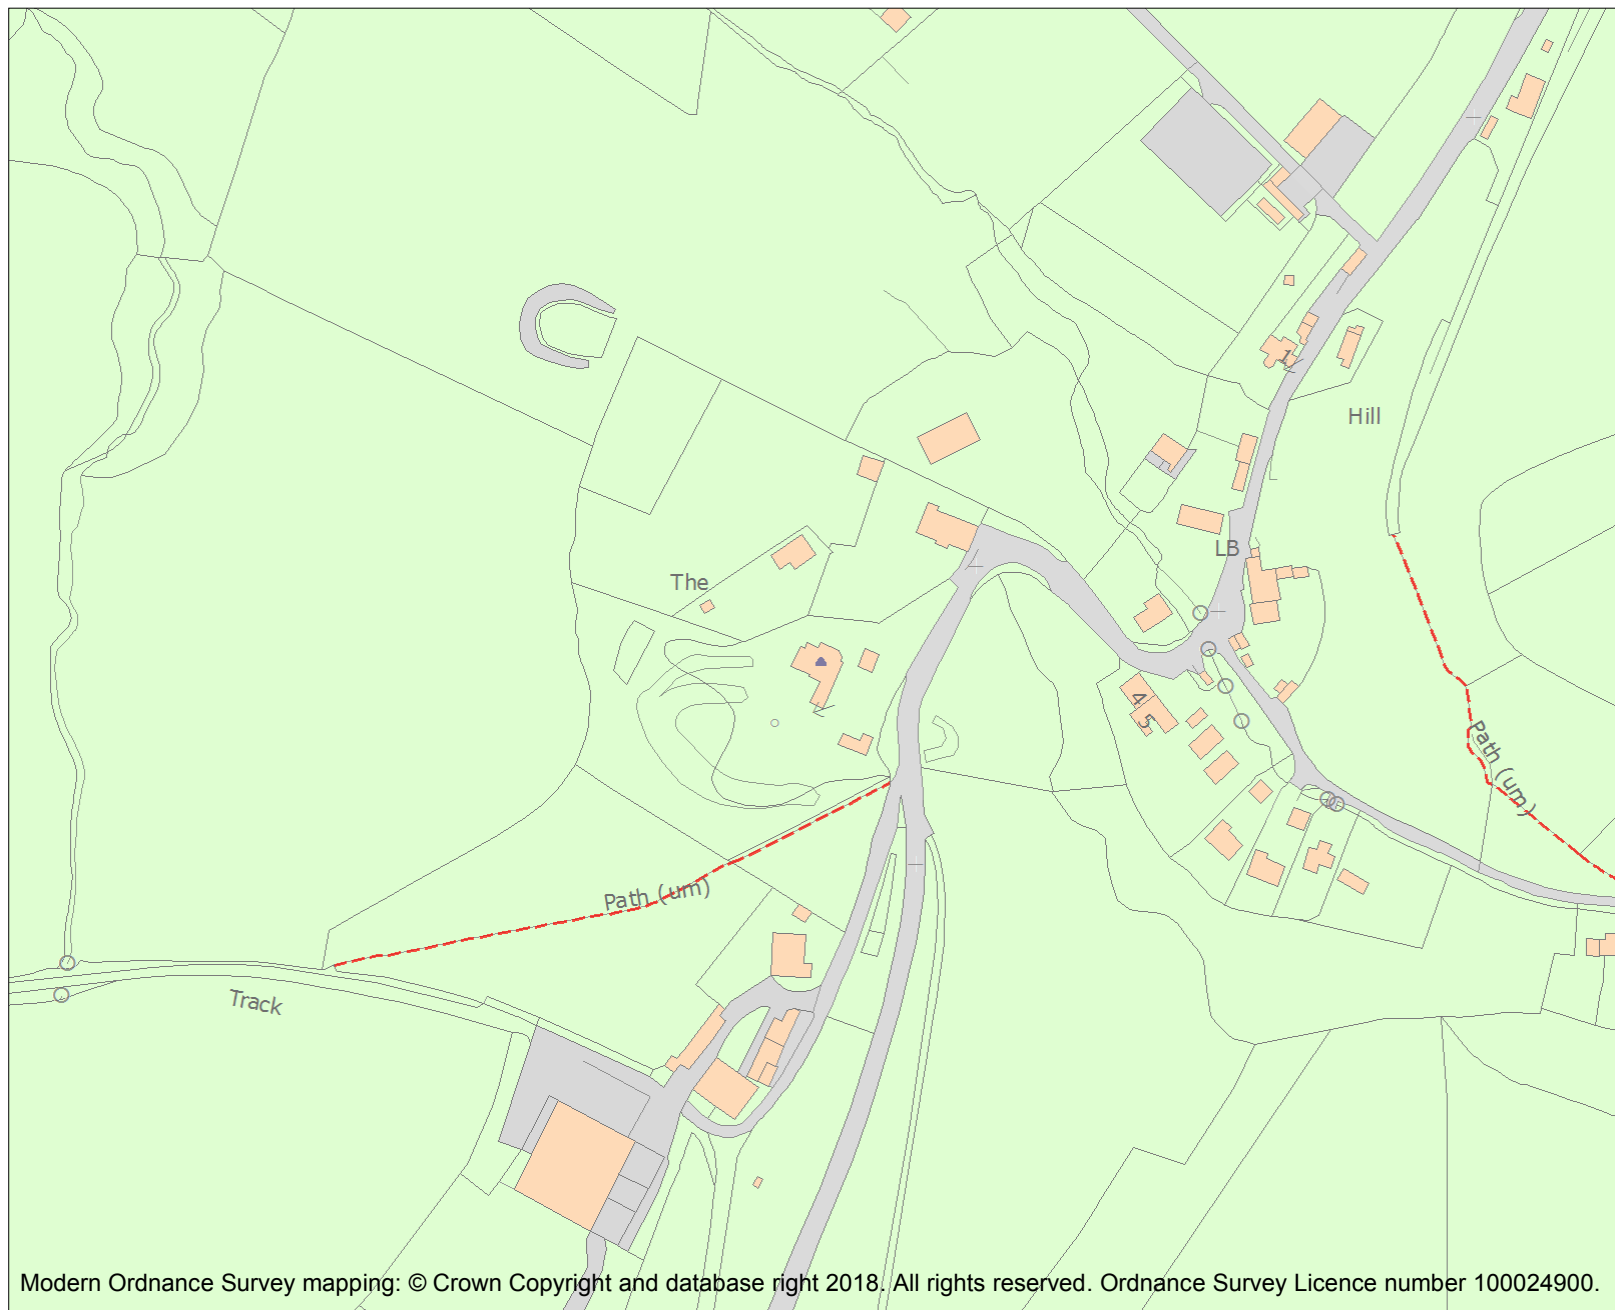 1
Hill
LB
The
4
5
Path (um)
Path (um)
Track
Modern Ordnance Survey mapping: © Crown Copyright and database right 2018. All rights reserved. Ordnance Survey Licence number 100024900.